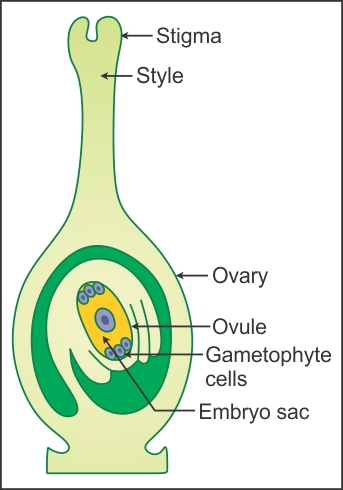 Stigma
Style
Ovary
Ovule
Gametophyte
cells
Embryo sac